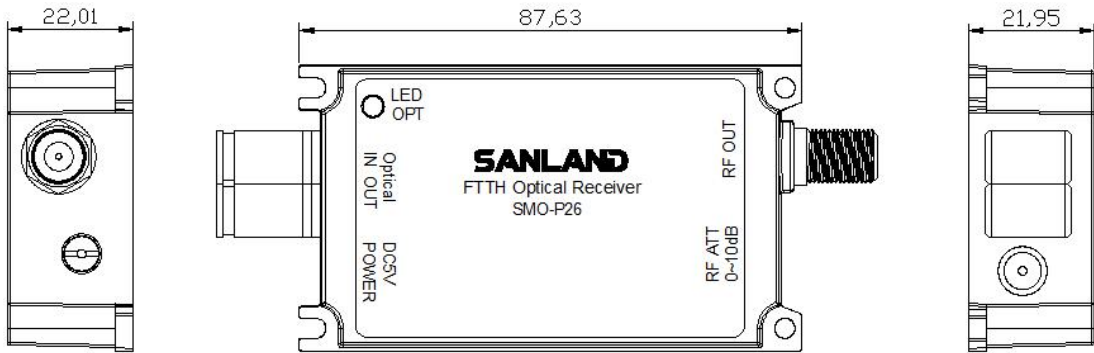 22,01
87,63
21,95
LED
OPT
Optical
IN OUT
SANLAND
FTTH Optical Receiver
SMO-P26
RF OUT
DC5V
POWER
RF ATT
0~10dB